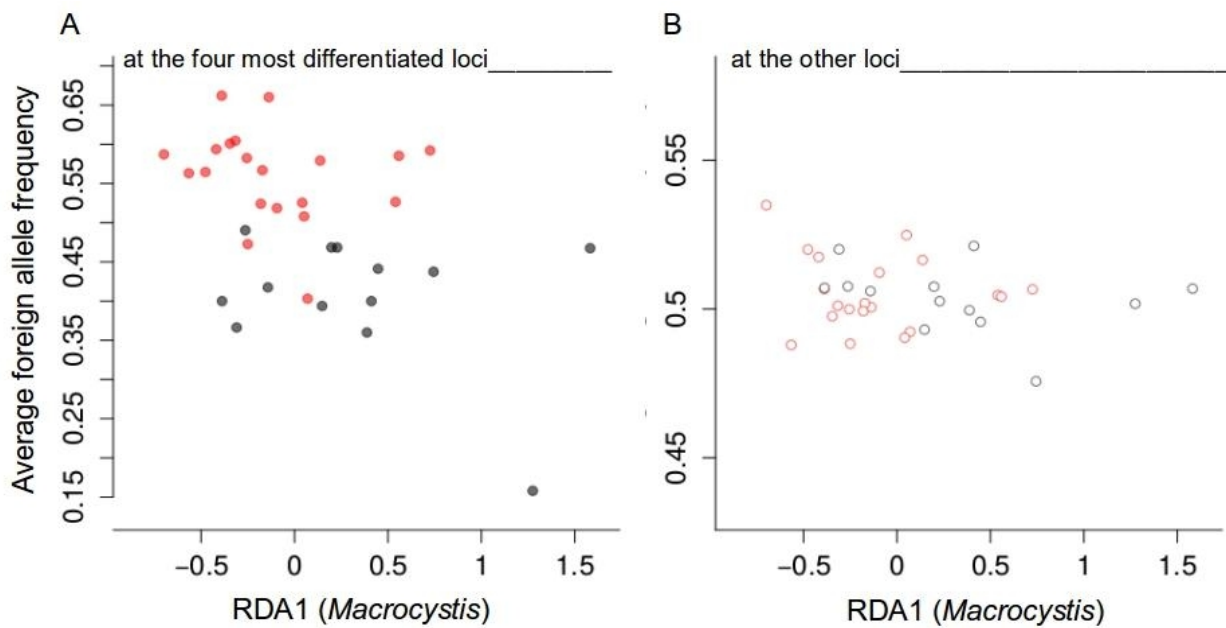 A
at the four most differentiated loci__________
Average foreign allele frequency
0.65
0.55
0.45
0.35
0.25
0.15
−0.5 0 0.5 1 1.5
RDA1 (Macrocystis)
B
at the other loci__________________________
0.55
0.5
0.45
−0.5 0 0.5 1 1.5
RDA1 (Macrocystis)